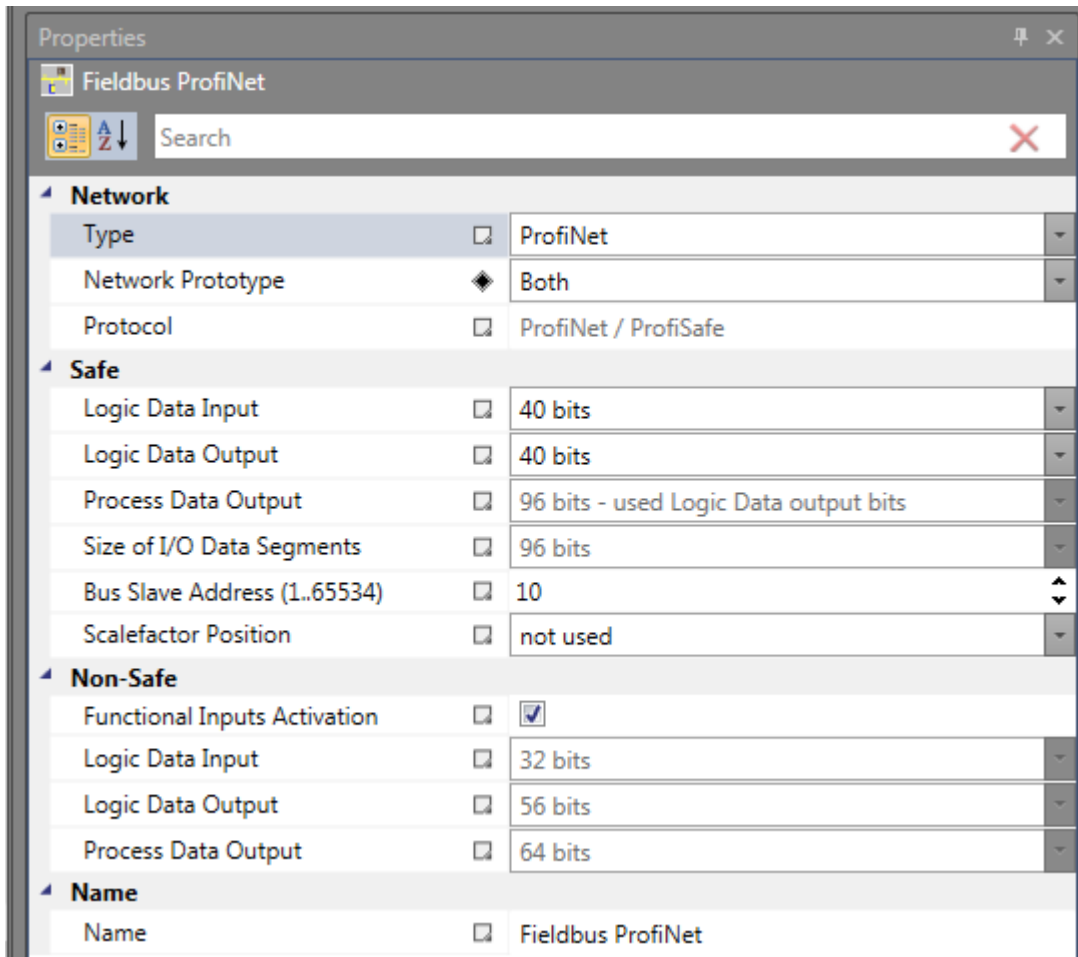 Properties
Fieldbus ProfiNet
Search
Network
Type ProfiNet
Network Prototype Both
Protocol ProfiNet / ProfiSafe
Safe
Logic Data Input 40 bits
Logic Data Output 40 bits
Process Data Output 96 bits - used Logic Data output bits
Size of I/O Data Segments 96 bits
Bus Slave Address (1..65534) 10
Scalefactor Position not used
Non-Safe
Functional Inputs Activation
Logic Data Input 32 bits
Logic Data Output 56 bits
Process Data Output 64 bits
Name
Name Fieldbus ProfiNet